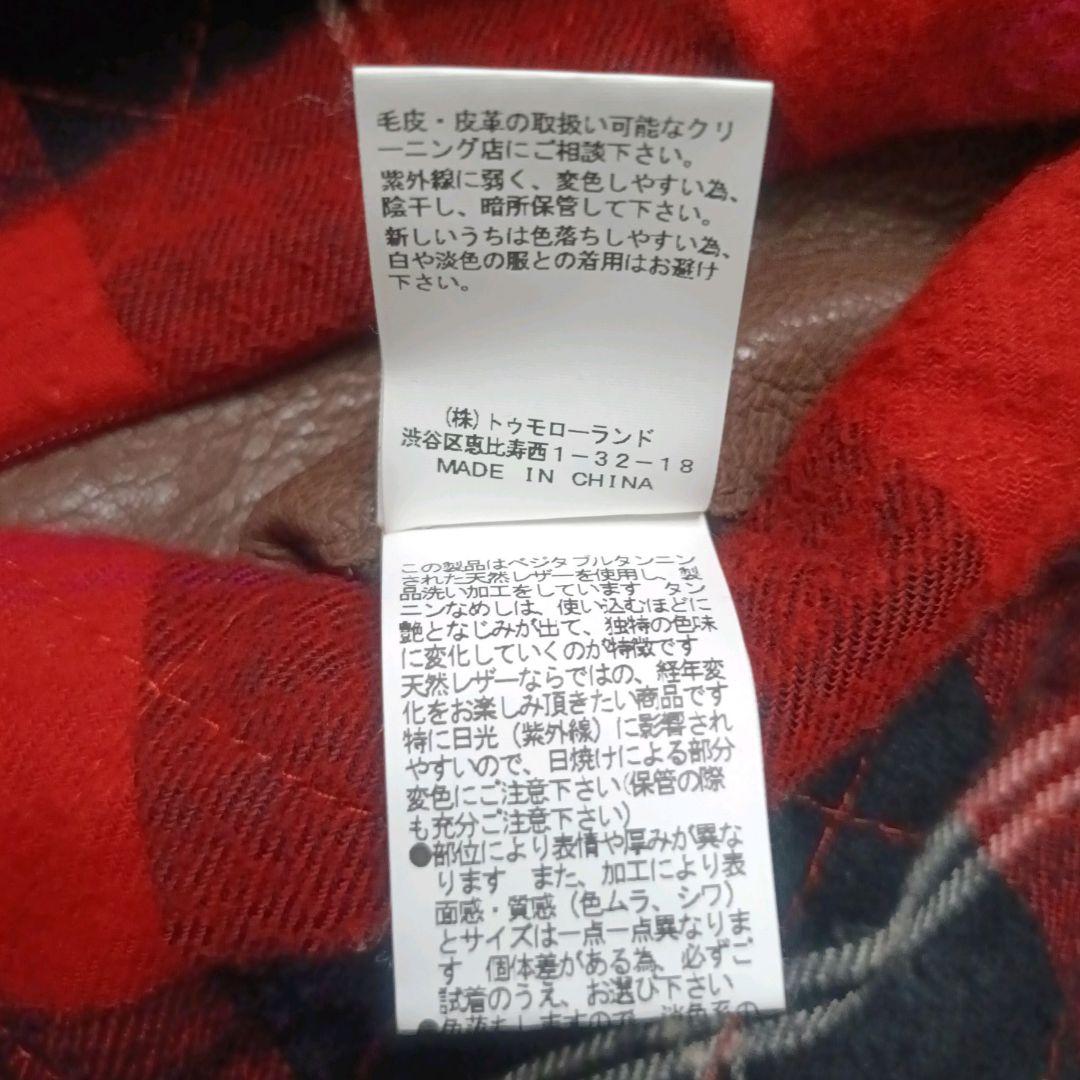 毛皮・皮革の取扱い可能なクリ
ーニング店にご相談下さい。
紫外線に弱く、変色しやすい為、
陰干し、暗所保管して下さい。
新しいうちは色落ちしやすい為、
白や淡色の服との着用はお避け
下さい。
(株)トゥモローランド
渋谷区恵比寿西1-32-18
MADE IN CHINA
この製品はベジタブルタンニン
された天然レザーを使用し、製
品洗い加工をしています　タン
ニンなめしは、使い込むほどに
艶となじみが出て、独特の色味
に変化していくのが特徴です
天然レザーならではの、経年変
化をお楽しみ頂きたい商品です
特に日光(紫外線)に影響され
やすいので、日焼けによる部分
変色にご注意下さい(保管の際
も充分ご注意下さい)
●部位により表情や厚みが異な
ります　また、加工により表
面感・質感(色ムラ、シワ)
とサイズは一点一点異なりま
す　個体差がある為、必ずご
試着のうえ、お選び下さい
●色落ちしますので、淡色系の